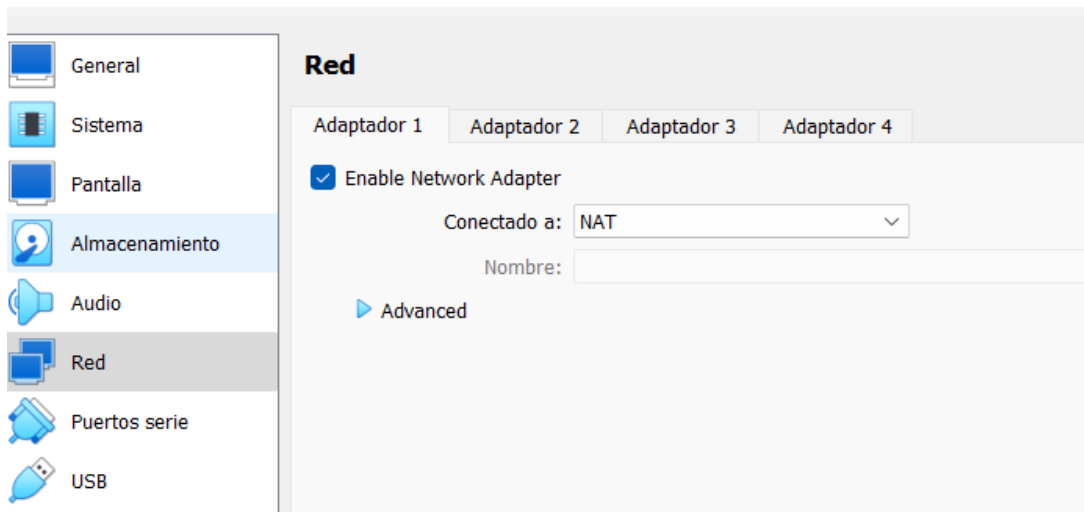 General
Sistema
Pantalla
Almacenamiento
Audio
Red
Puertos serie
USB
Red
Adaptador 1 Adaptador 2 Adaptador 3 Adaptador 4
Enable Network Adapter
Conectado a: NAT
Nombre:
Advanced